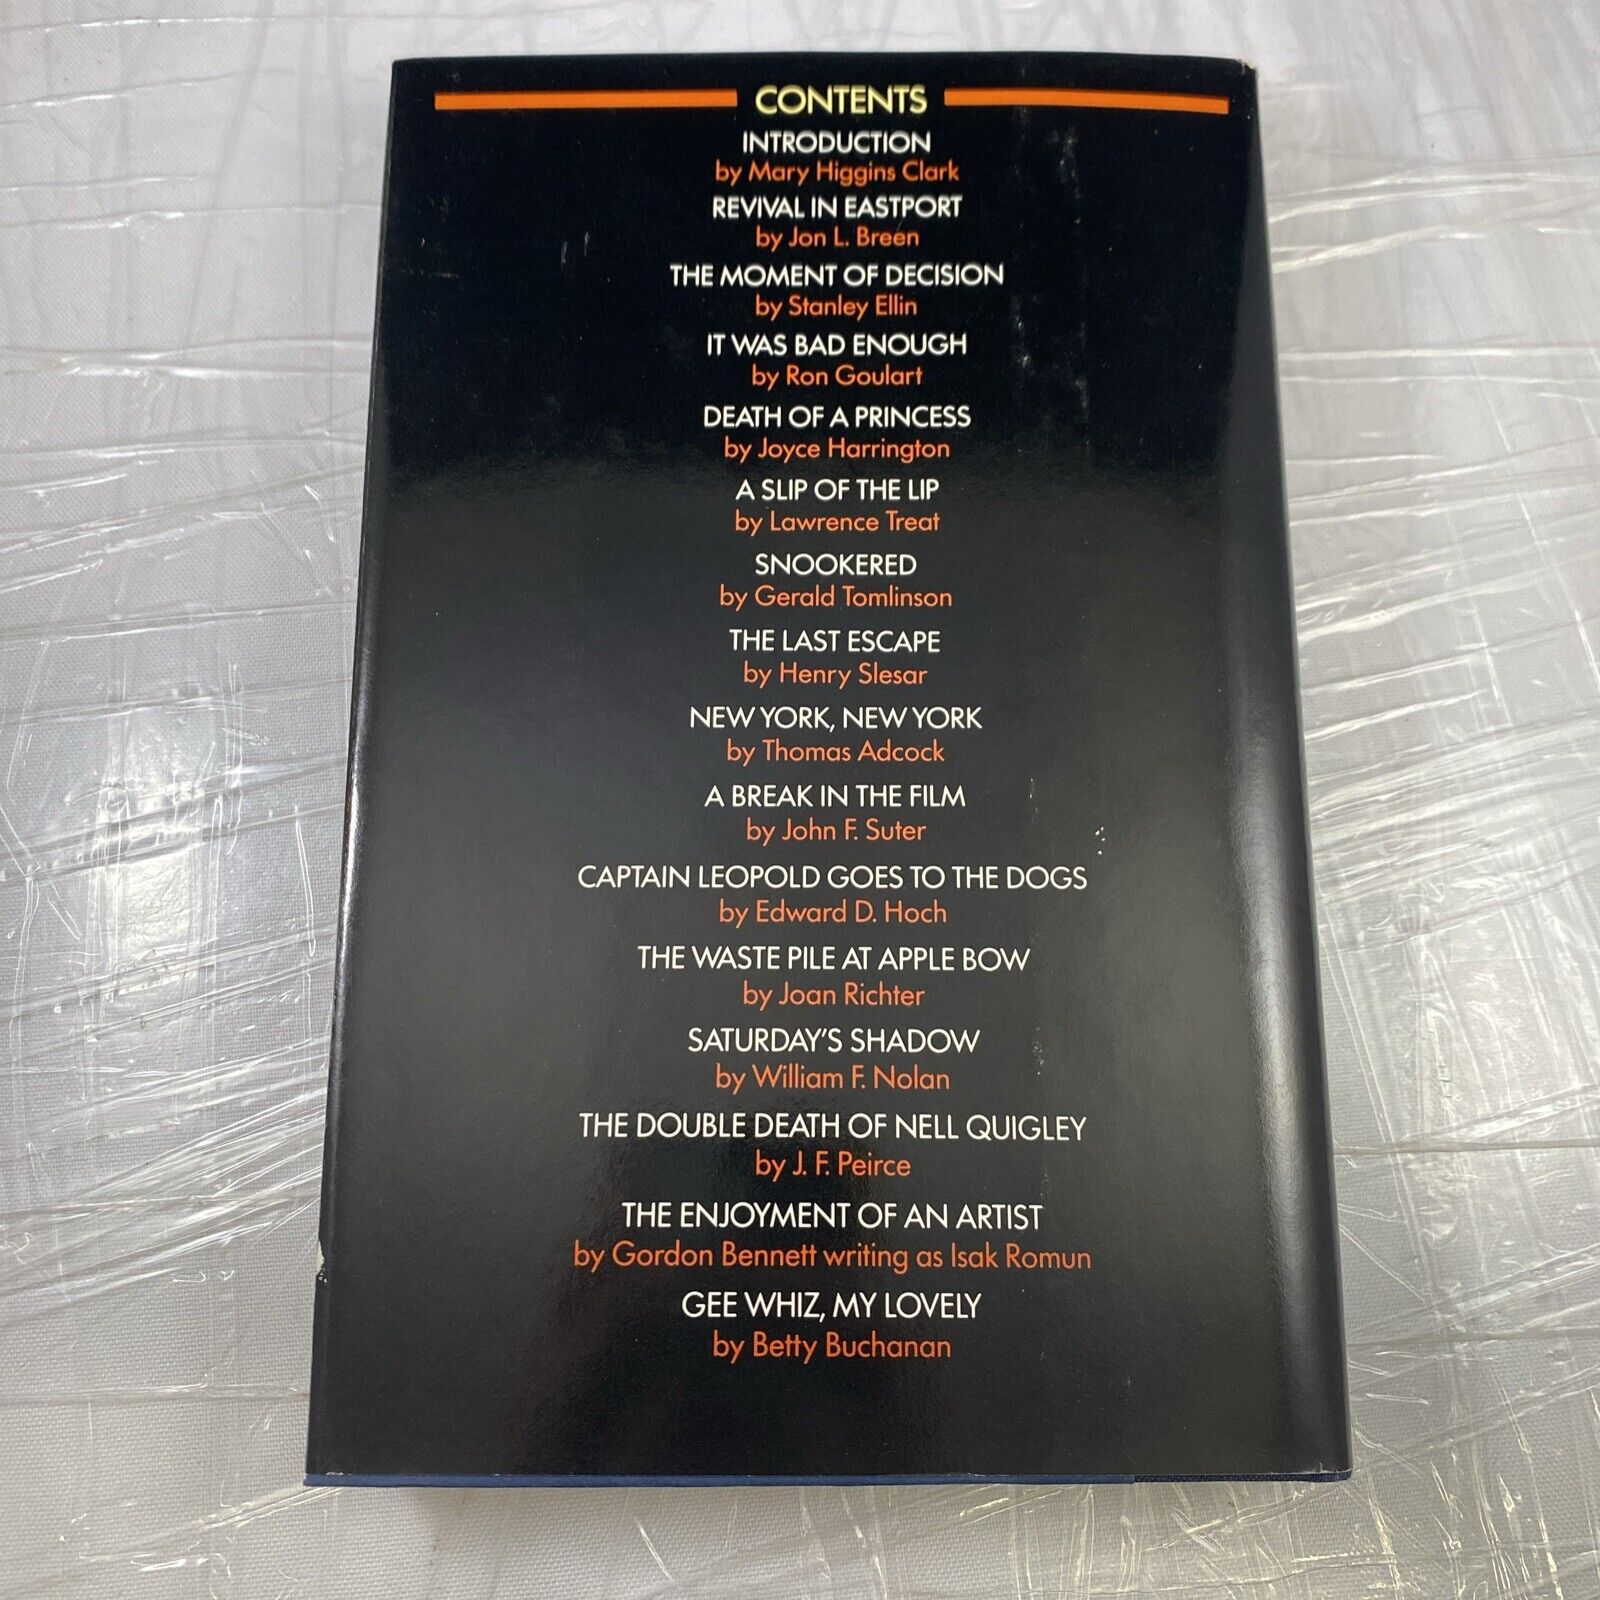 CONTENTS
INTRODUCTION
by Mary Higgins Clark
REVIVAL IN EASTPORT
by Jon L. Breen
THE MOMENT OF DECISION
by Stanley Ellin
IT WAS BAD ENOUGH
by Ron Goulart
DEATH OF A PRINCESS
by Joyce Harrington
A SLIP OF THE LIP
by Lawrence Treat
SNOOKERED
by Gerald Tomlinson
THE LAST ESCAPE
by Henry Slesar
NEW YORK, NEW YORK
by Thomas Adcock
A BREAK IN THE FILM
by John F. Suter
CAPTAIN LEOPOLD GOES TO THE DOGS
by Edward D. Hoch
THE WASTE PILE AT APPLE BOW
by Joan Richter
SATURDAY'S SHADOW
by William F. Nolan
THE DOUBLE DEATH OF NELL QUIGLEY
by J. F. Peirce
THE ENJOYMENT OF AN ARTIST
by Gordon Bennett writing as Isak Romun
GEE WHIZ, MY LOVELY
by Betty Buchanan